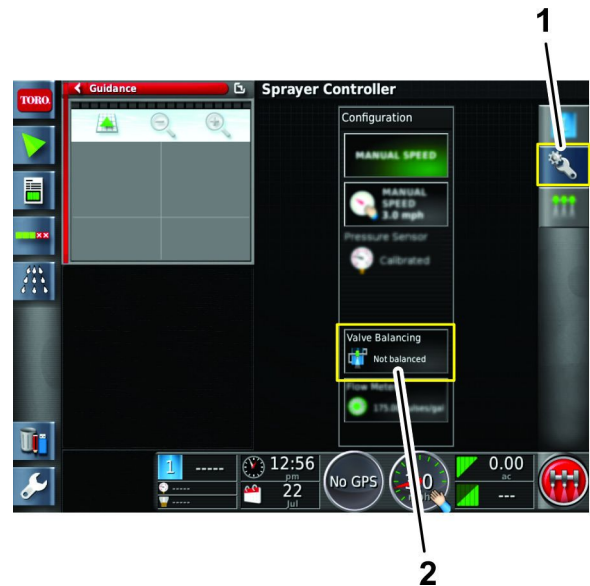 1
TORO.
Guidance
Sprayer Controller
Configuration
MANUAL SPEED
MANUAL
SPEED
3.0 mph
Pressure Sensor
Calibrated
Valve Balancing
Not balanced
Flow Meter
1
-----
-----
-----
12:56
pm
22
Jul
No GPS
0.00
ac
---
2